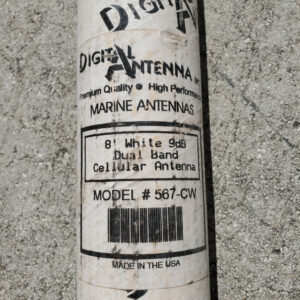 DIGITAL
DIGITAL ANTENNA
Premium Quality ● High Performance
MARINE ANTENNAS
8' White 9dB
Dual Band
Cellular Antenna
MODEL # 567-CW
MADE IN THE USA